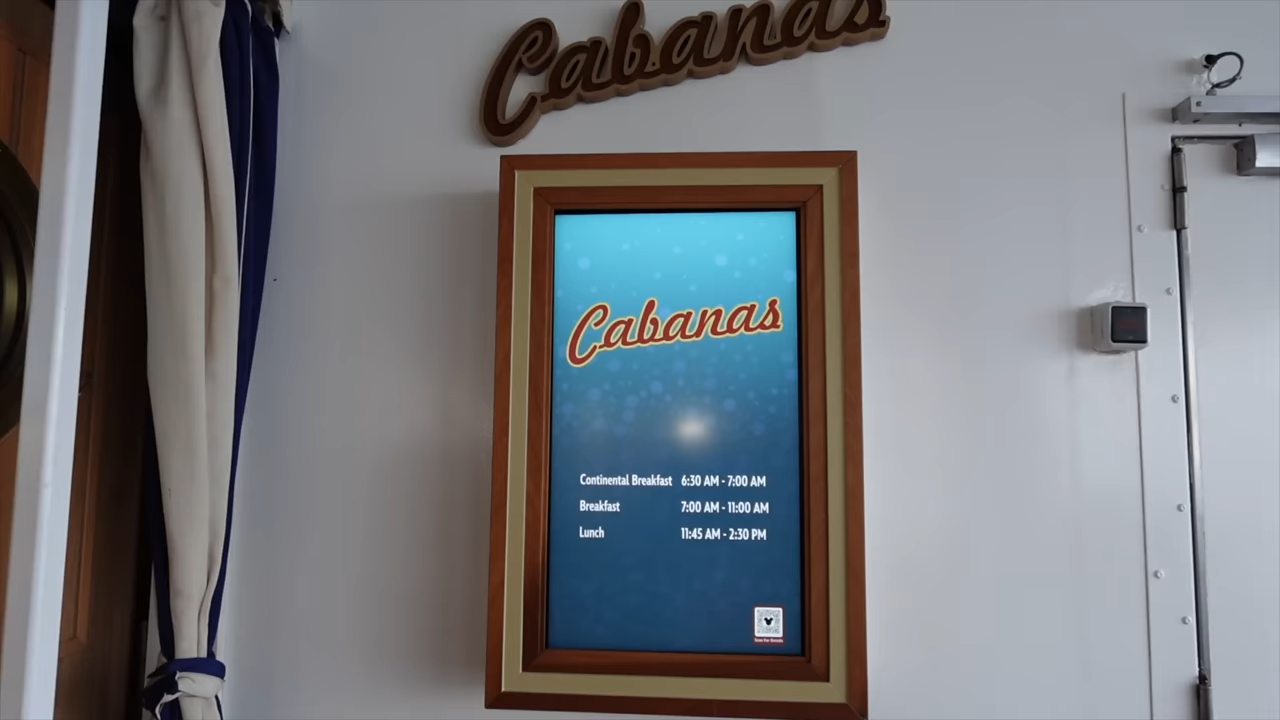 Cabanas
Cabanas
Continental Breakfast 6:30 AM - 7:00 AM
Breakfast 7:00 AM - 11:00 AM
Lunch 11:45 AM - 2:30 PM